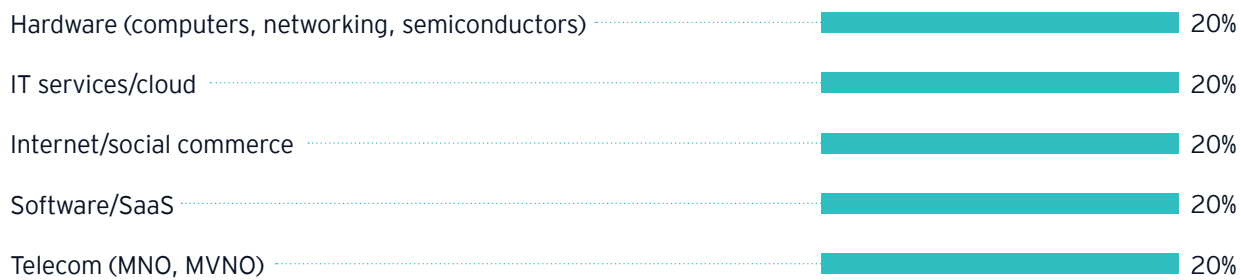 Hardware (computers, networking, semiconductors) 20%
IT services/cloud 20%
Internet/social commerce 20%
Software/SaaS 20%
Telecom (MNO, MVNO) 20%